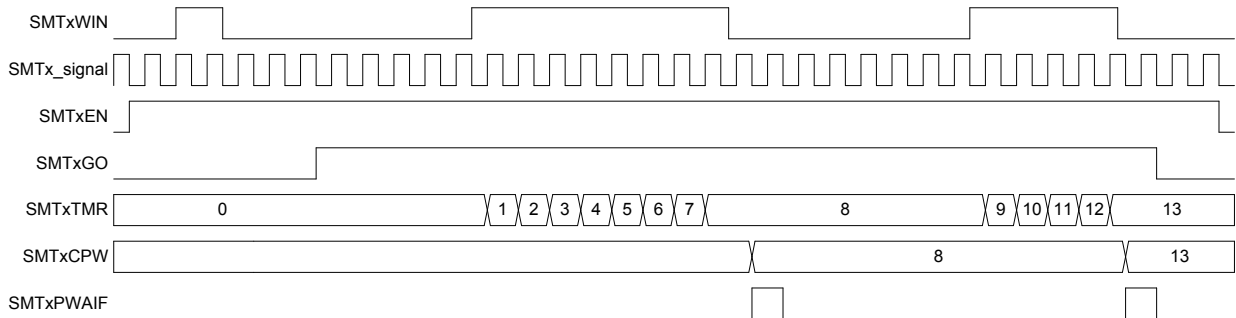 SMTxWIN
SMTx_signal
SMTxEN
SMTxGO
SMTxTMR 0 1 2 3 4 5 6 7 8 9 10 11 12 13
SMTxCPW 8 13
SMTxPWAIF